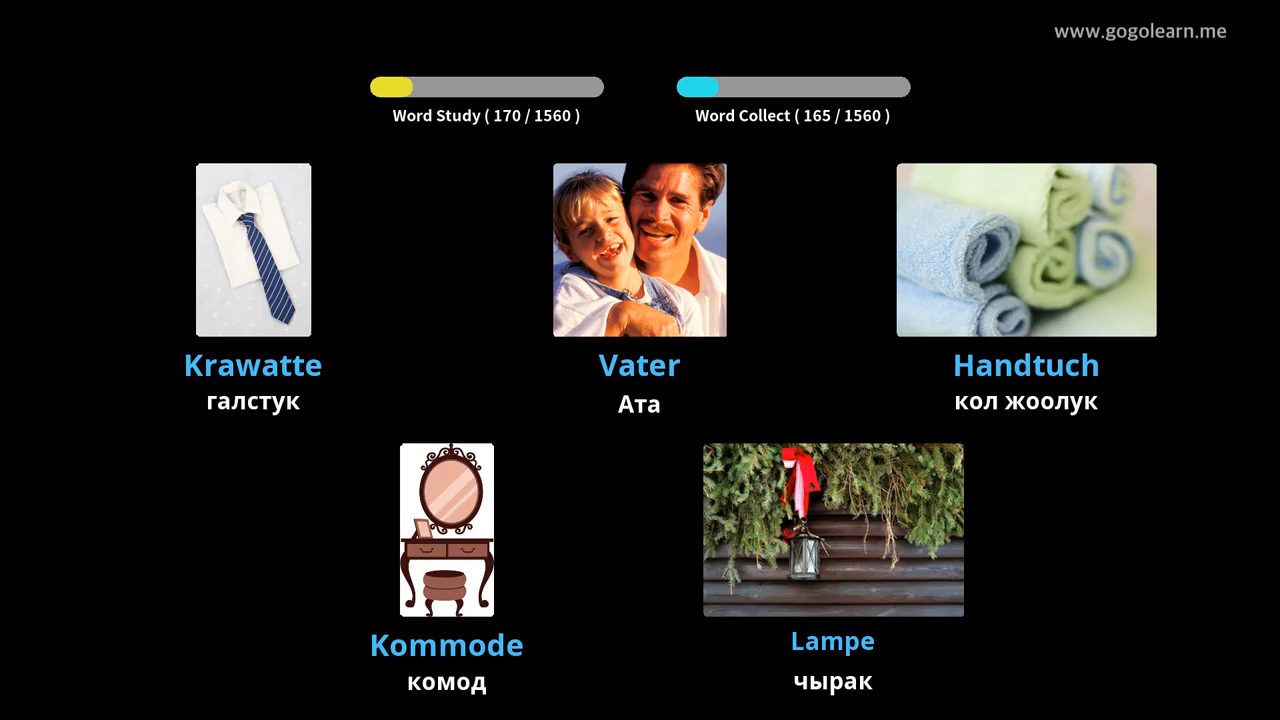 www.gogolearn.me
Word Study ( 170 / 1560 )
Word Collect ( 165 / 1560 )
Krawatte
галстук
Vater
Ата
Handtuch
кол жоолук
Kommode
комод
Lampe
чырак